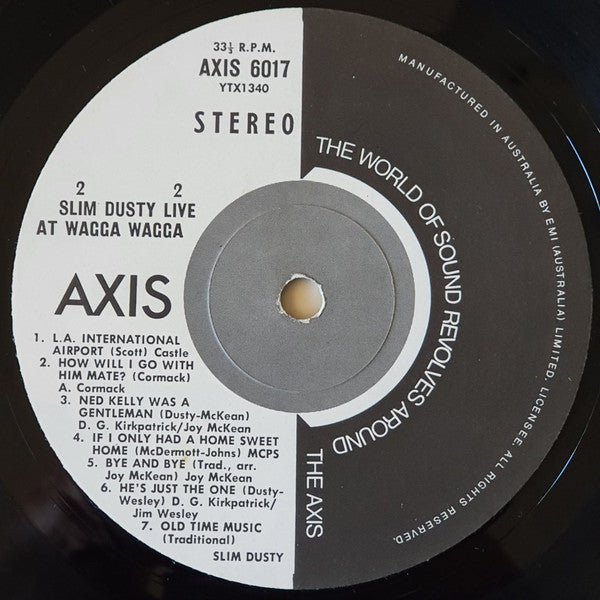 33⅓ R.P.M.
AXIS 6017
YTX1340
STEREO
2 2
SLIM DUSTY LIVE
AT WAGGA WAGGA
AXIS
1. L.A. INTERNATIONAL
AIRPORT (Scott) Castle
2. HOW WILL I GO WITH
HIM MATE? (Cormack)
A. Cormack
3. NED KELLY WAS A
GENTLEMAN (Dusty-McKean)
D. G. Kirkpatrick/Joy McKean
4. IF I ONLY HAD A HOME SWEET
HOME (McDermott-Johns) MCPS
5. BYE AND BYE (Trad., arr.
Joy McKean) Joy McKean
6. HE'S JUST THE ONE (Dusty-
Wesley) D. G. Kirkpatrick/
Jim Wesley
7. OLD TIME MUSIC
(Traditional)
SLIM DUSTY
THE WORLD OF SOUND REVOLVES AROUND
THE AXIS
MANUFACTURED IN AUSTRALIA BY EMI (AUSTRALIA) LIMITED, LICENSEE. ALL RIGHTS RESERVED.